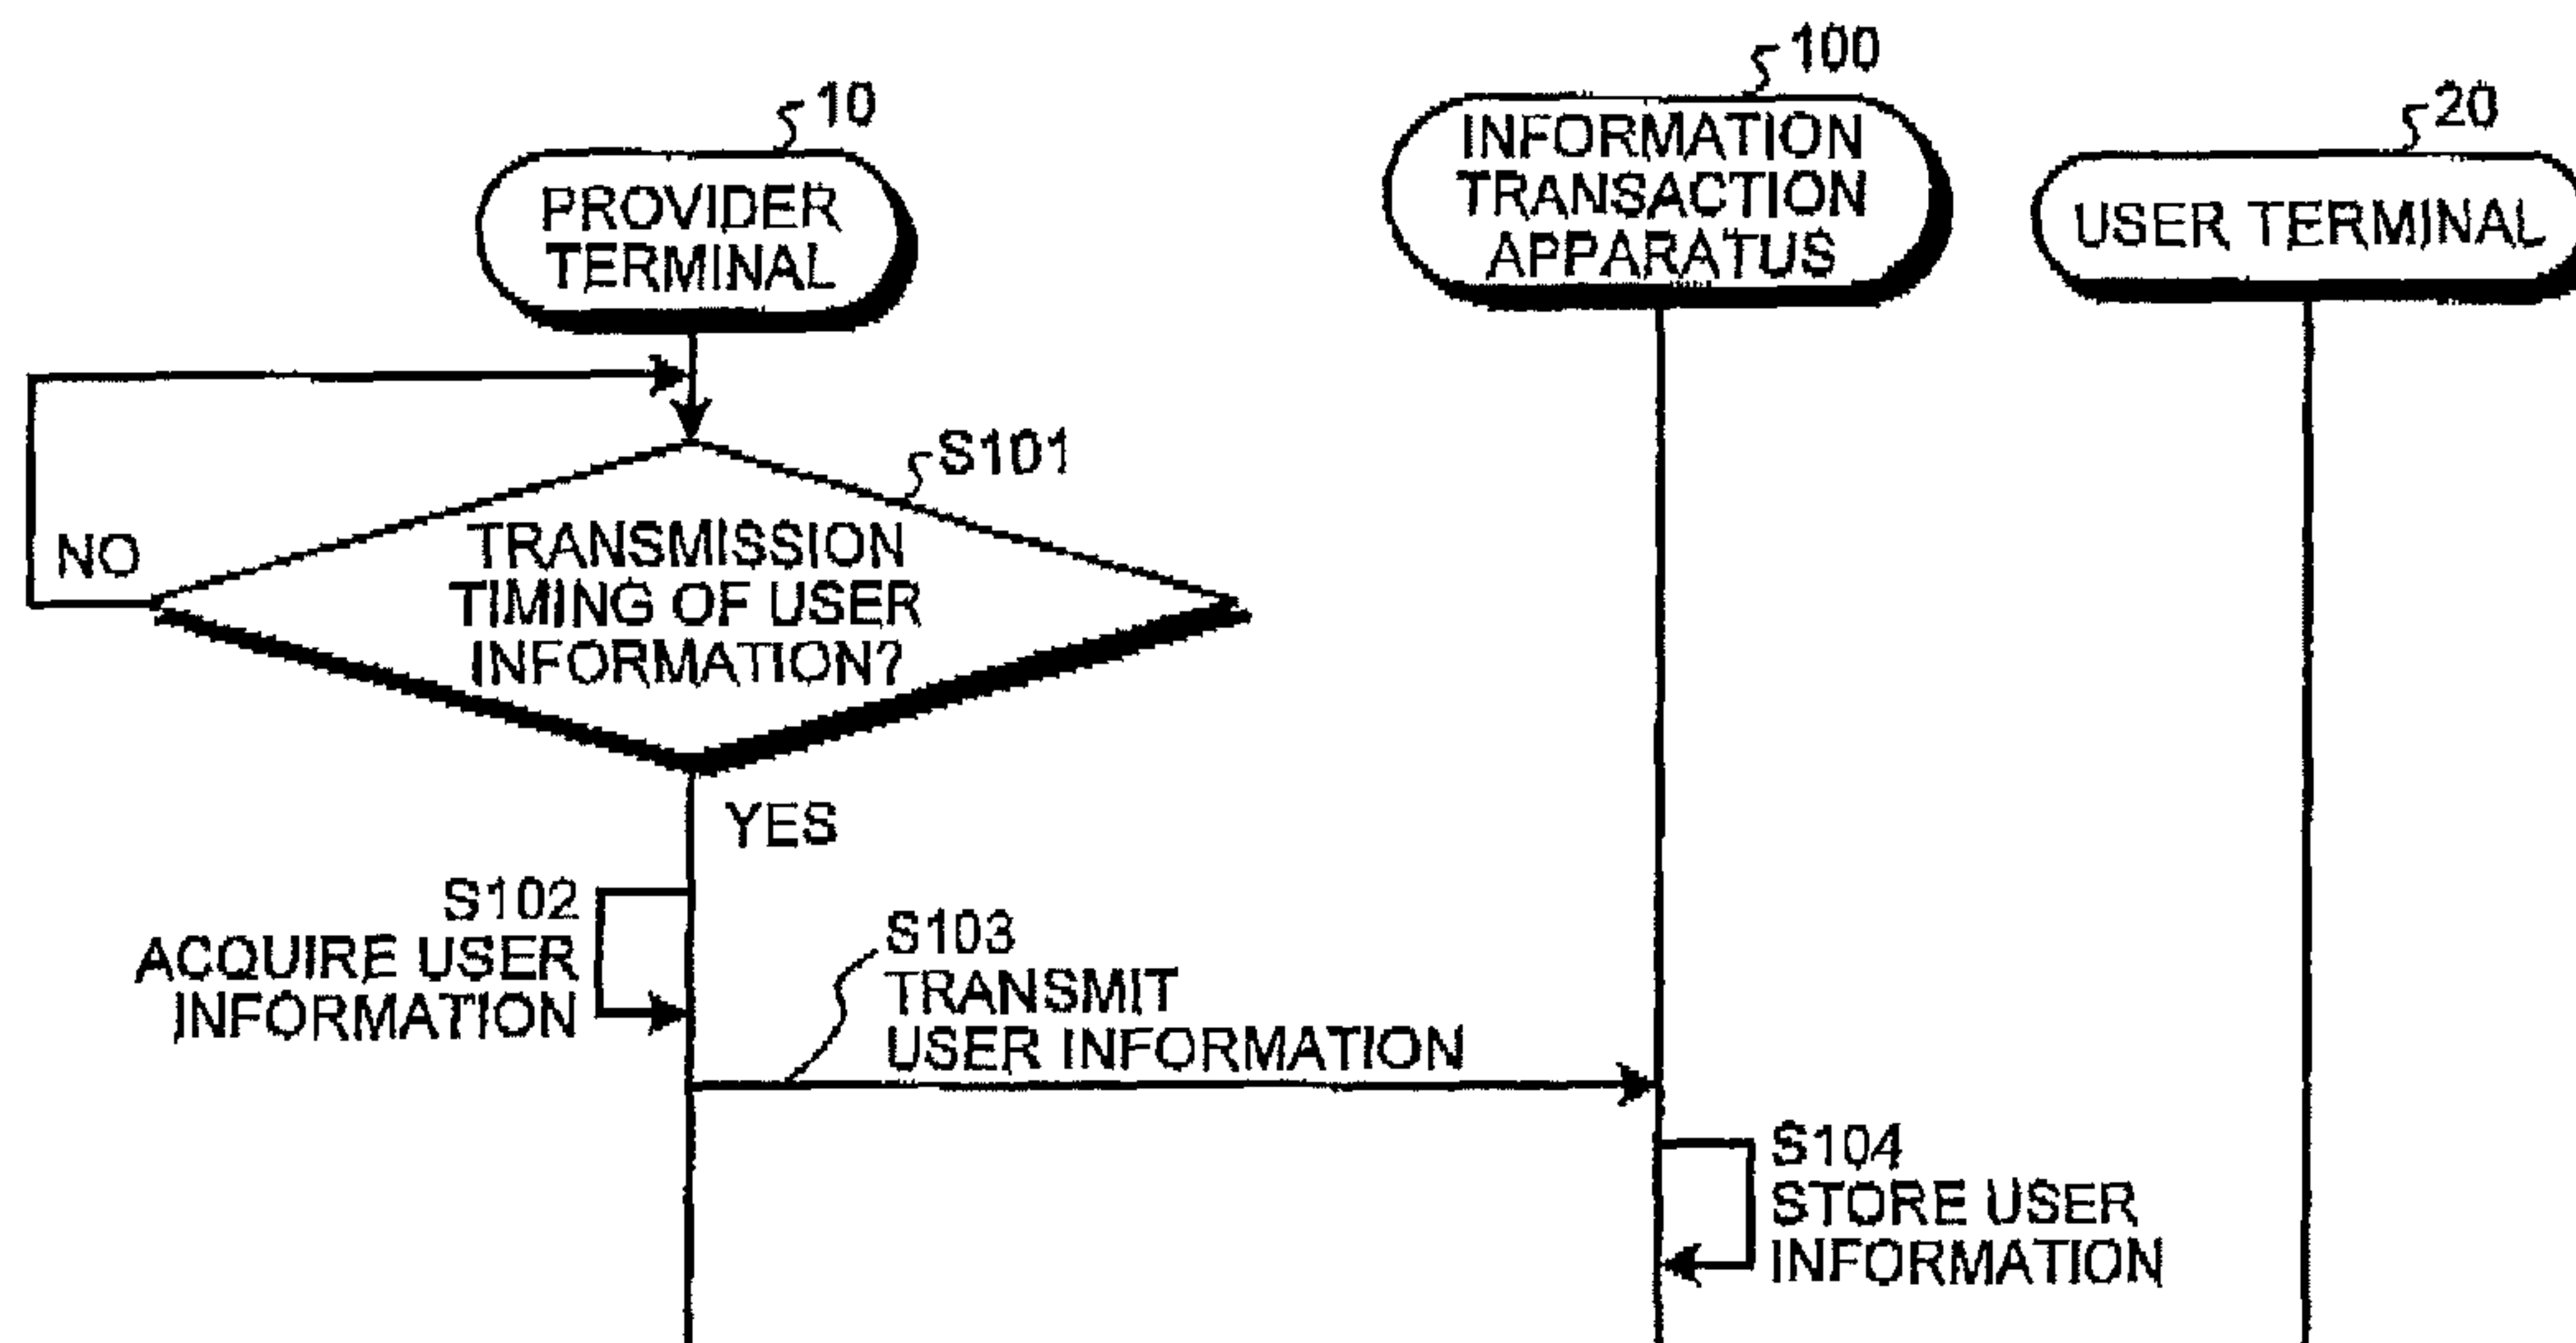 10
PROVIDER
TERMINAL
100
INFORMATION
TRANSACTION
APPARATUS
20
USER TERMINAL
S101
TRANSMISSION
TIMING OF USER
INFORMATION?
NO
YES
S102
ACQUIRE USER
INFORMATION
S103
TRANSMIT
USER INFORMATION
S104
STORE USER
INFORMATION